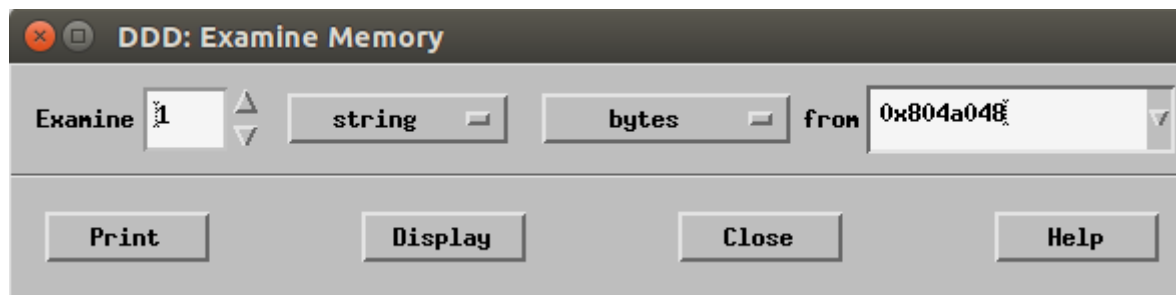 DDD: Examine Memory
Examine 1 string bytes from 0x804a048
Print Display Close Help